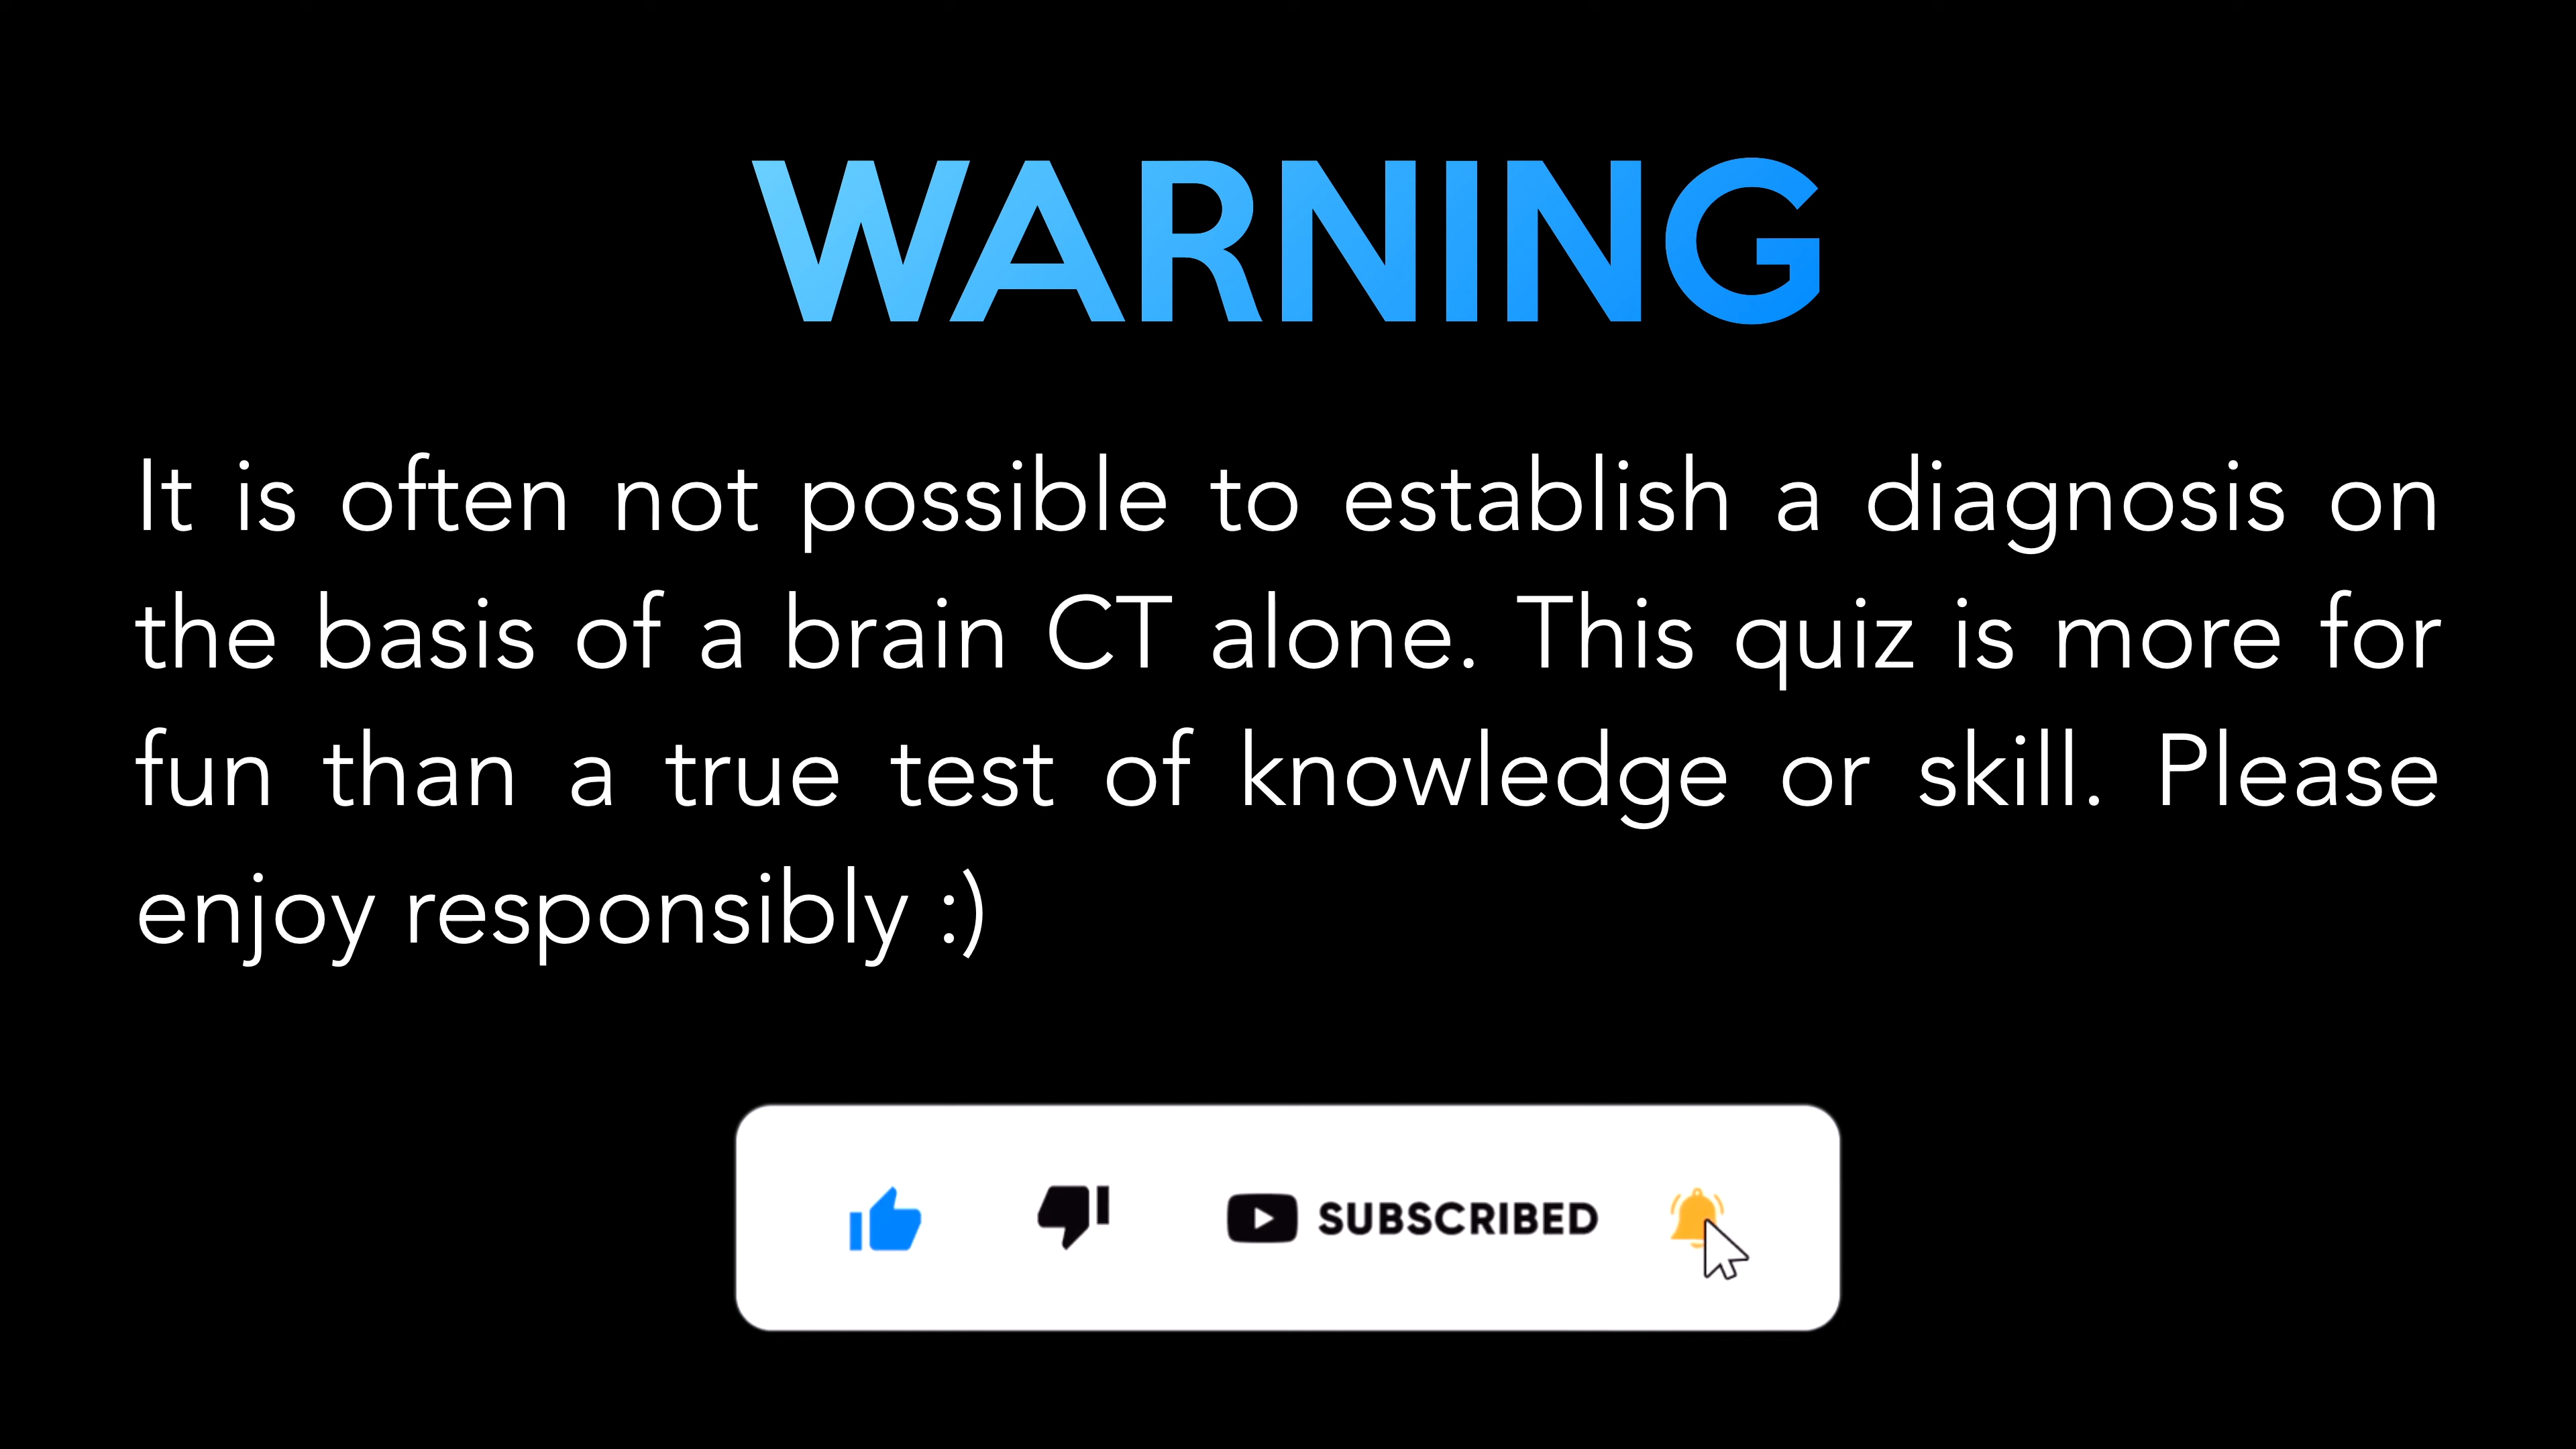 WARNING
It is often not possible to establish a diagnosis on
the basis of a brain CT alone. This quiz is more for
fun than a true test of knowledge or skill. Please
enjoy responsibly :)
SUBSCRIBED